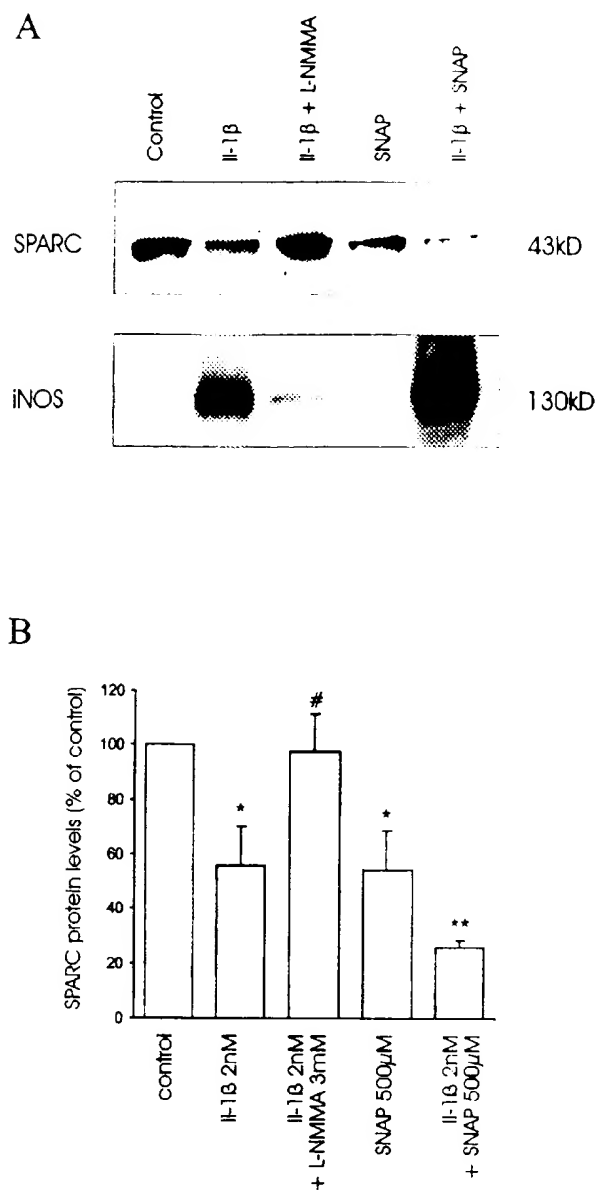 A
Control
Il-1β
Il-1β + L-NMMA
SNAP
Il-1β + SNAP
SPARC
43kD
iNOS
130kD
B
SPARC protein levels (% of control)
120
100
80
60
40
20
0
*
#
*
**
control
Il-1β 2nM
Il-1β 2nM
+ L-NMMA 3mM
SNAP 500µM
Il-1β 2nM
+ SNAP 500µM